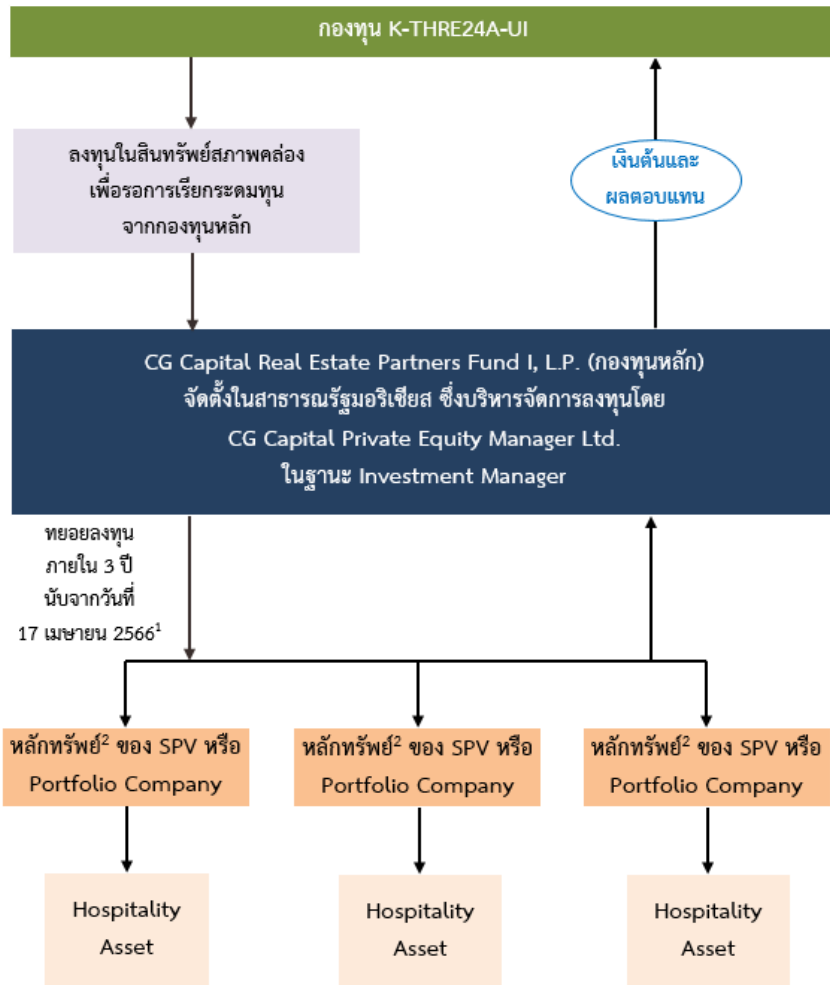 กองทุน K-THRE24A-UI
ลงทุนในสินทรัพย์สภาพคล่อง
เพื่อรอการเรียกระดมทุน
จากกองทุนหลัก
เงินต้นและ
ผลตอบแทน
CG Capital Real Estate Partners Fund I, L.P. (กองทุนหลัก)
จัดตั้งในสาธารณรัฐมอริเชียส ซึ่งบริหารจัดการลงทุนโดย
CG Capital Private Equity Manager Ltd.
ในฐานะ Investment Manager
ทยอยลงทุน
ภายใน 3 ปี
นับจากวันที่
17 เมษายน 2566¹
หลักทรัพย์² ของ SPV หรือ
Portfolio Company
หลักทรัพย์² ของ SPV หรือ
Portfolio Company
หลักทรัพย์² ของ SPV หรือ
Portfolio Company
Hospitality
Asset
Hospitality
Asset
Hospitality
Asset